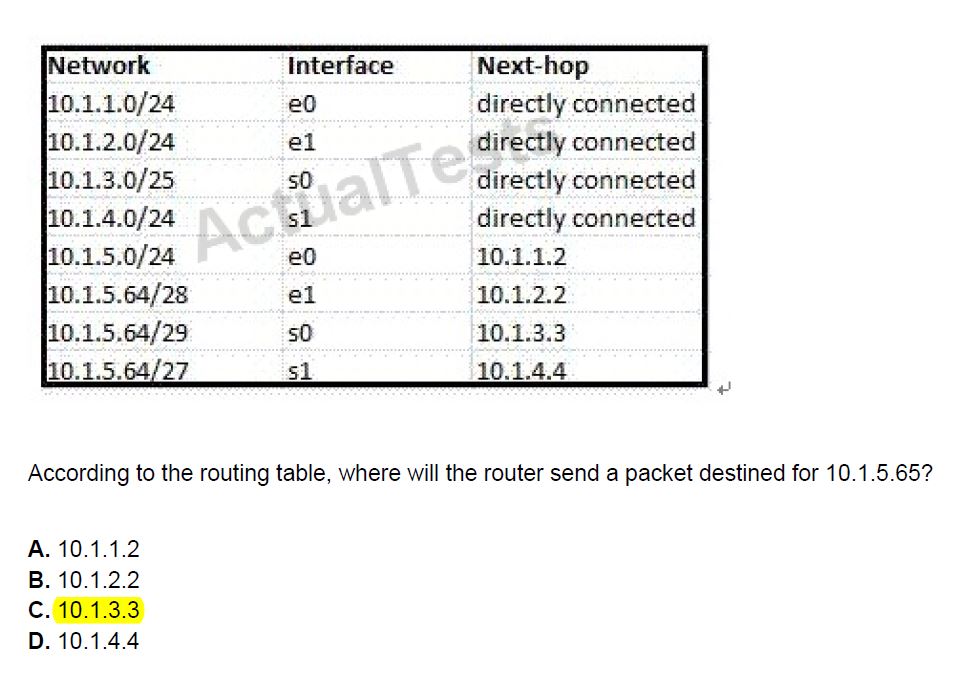 Network Interface Next-hop
10.1.1.0/24 e0 directly connected
10.1.2.0/24 e1 directly connected
10.1.3.0/25 s0 directly connected
10.1.4.0/24 s1 directly connected
10.1.5.0/24 e0 10.1.1.2
10.1.5.64/28 e1 10.1.2.2
10.1.5.64/29 s0 10.1.3.3
10.1.5.64/27 s1 10.1.4.4
ActualTests
According to the routing table, where will the router send a packet destined for 10.1.5.65?
A. 10.1.1.2
B. 10.1.2.2
C. 10.1.3.3
D. 10.1.4.4